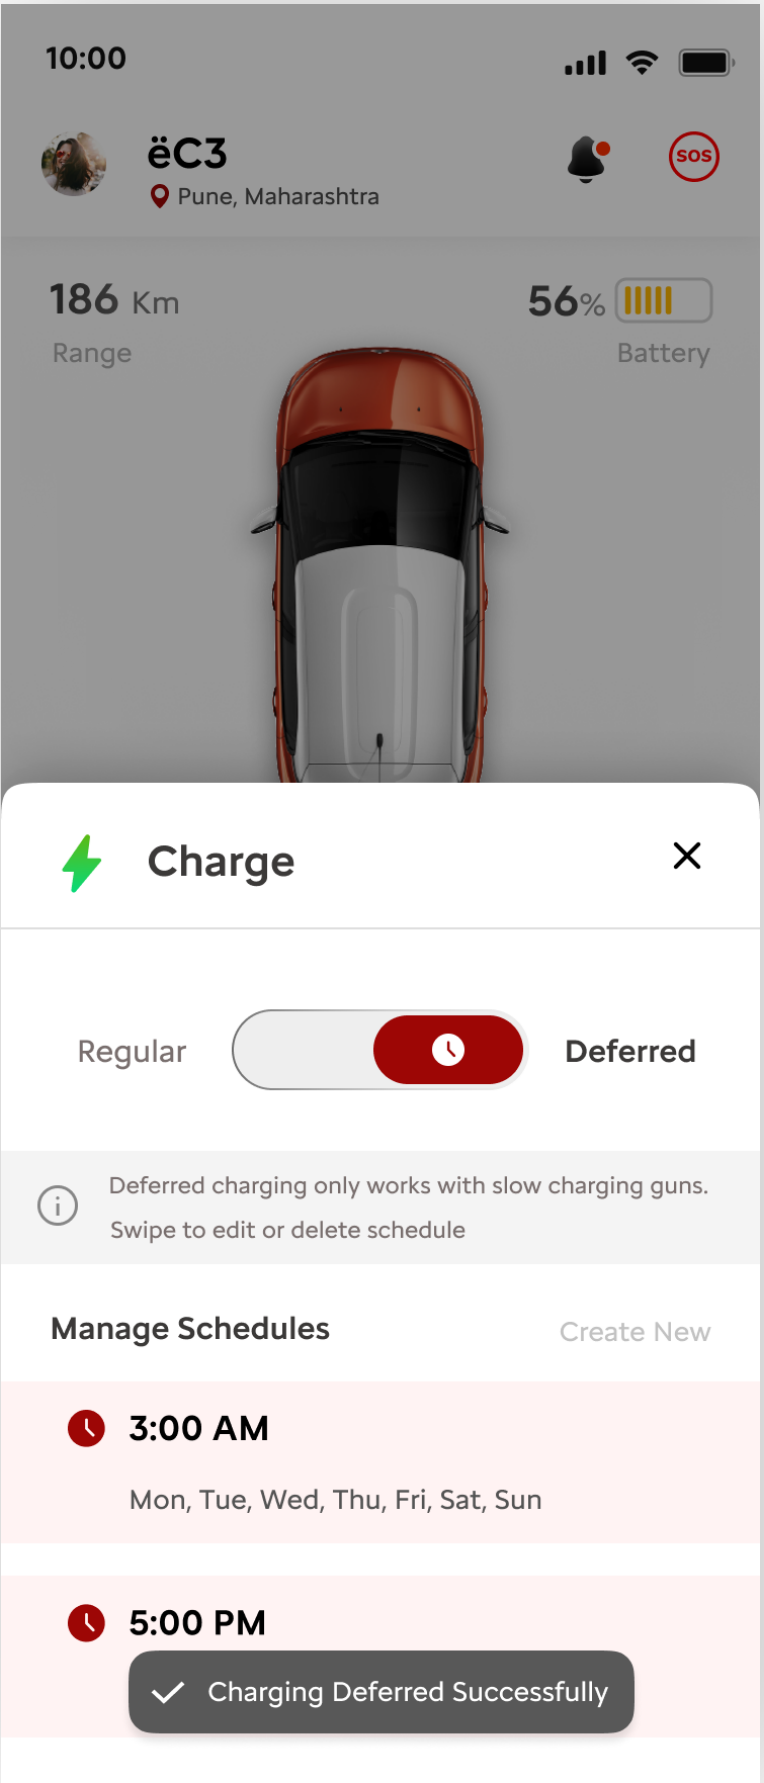 10:00
ëC3
SOS
Pune, Maharashtra
186 Km
56%
Range
Battery
Charge
Regular
Deferred
Deferred charging only works with slow charging guns.
Swipe to edit or delete schedule
Manage Schedules
Create New
3:00 AM
Mon, Tue, Wed, Thu, Fri, Sat, Sun
5:00 PM
Charging Deferred Successfully